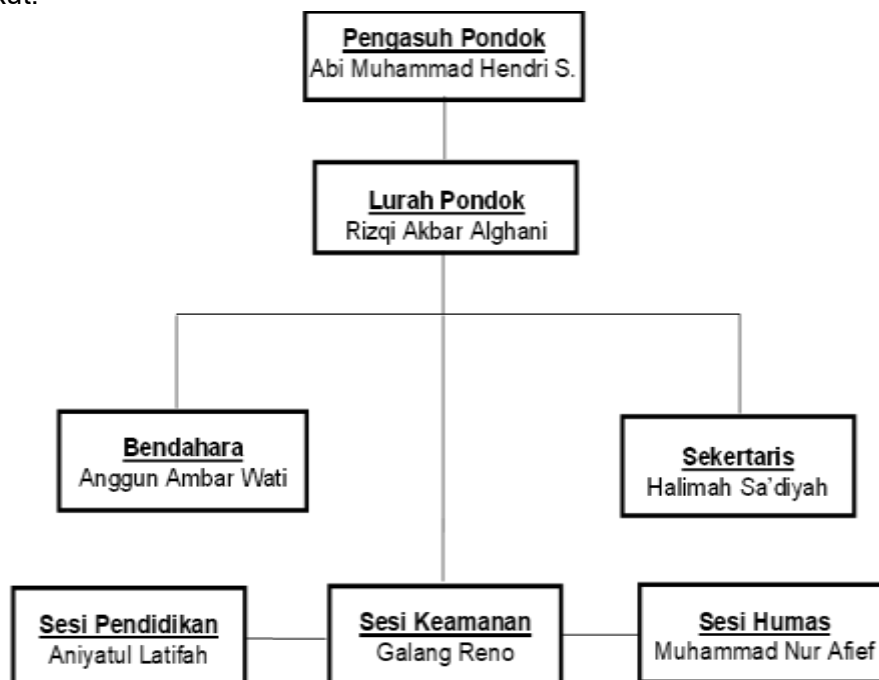 Pengasuh Pondok
Abi Muhammad Hendri S.
Lurah Pondok
Rizqi Akbar Alghani
Bendahara
Anggun Ambar Wati
Sekertaris
Halimah Sa'diyah
Sesi Pendidikan
Aniyatul Latifah
Sesi Keamanan
Galang Reno
Sesi Humas
Muhammad Nur Afief